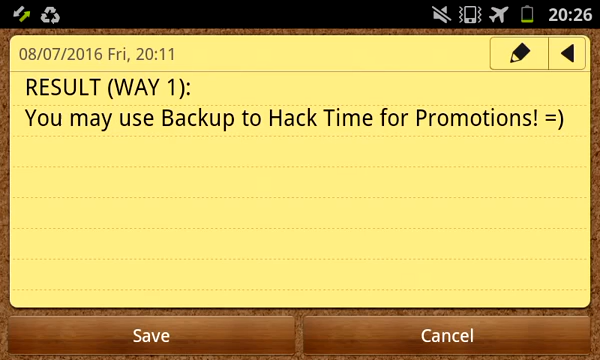 20:26
08/07/2016 Fri, 20:11
RESULT (WAY 1):
You may use Backup to Hack Time for Promotions! =)
Save
Cancel